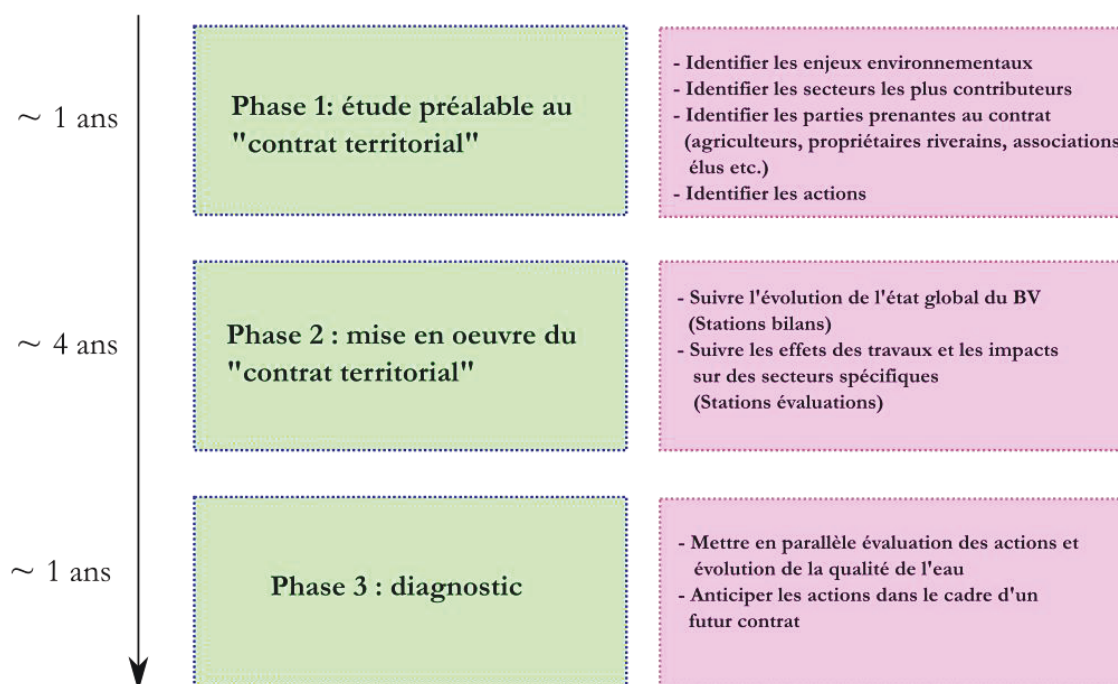 ~ 1 ans
Phase 1: étude préalable au
"contrat territorial"
- Identifier les enjeux environnementaux
- Identifier les secteurs les plus contributeurs
- Identifier les parties prenantes au contrat
(agriculteurs, propriétaires riverains, associations
élus etc.)
- Identifier les actions
~ 4 ans
Phase 2 : mise en oeuvre du
"contrat territorial"
- Suivre l'évolution de l'état global du BV
(Stations bilans)
- Suivre les effets des travaux et les impacts
sur des secteurs spécifiques
(Stations évaluations)
~ 1 ans
Phase 3 : diagnostic
- Mettre en parallèle évaluation des actions et
évolution de la qualité de l'eau
- Anticiper les actions dans le cadre d'un
futur contrat